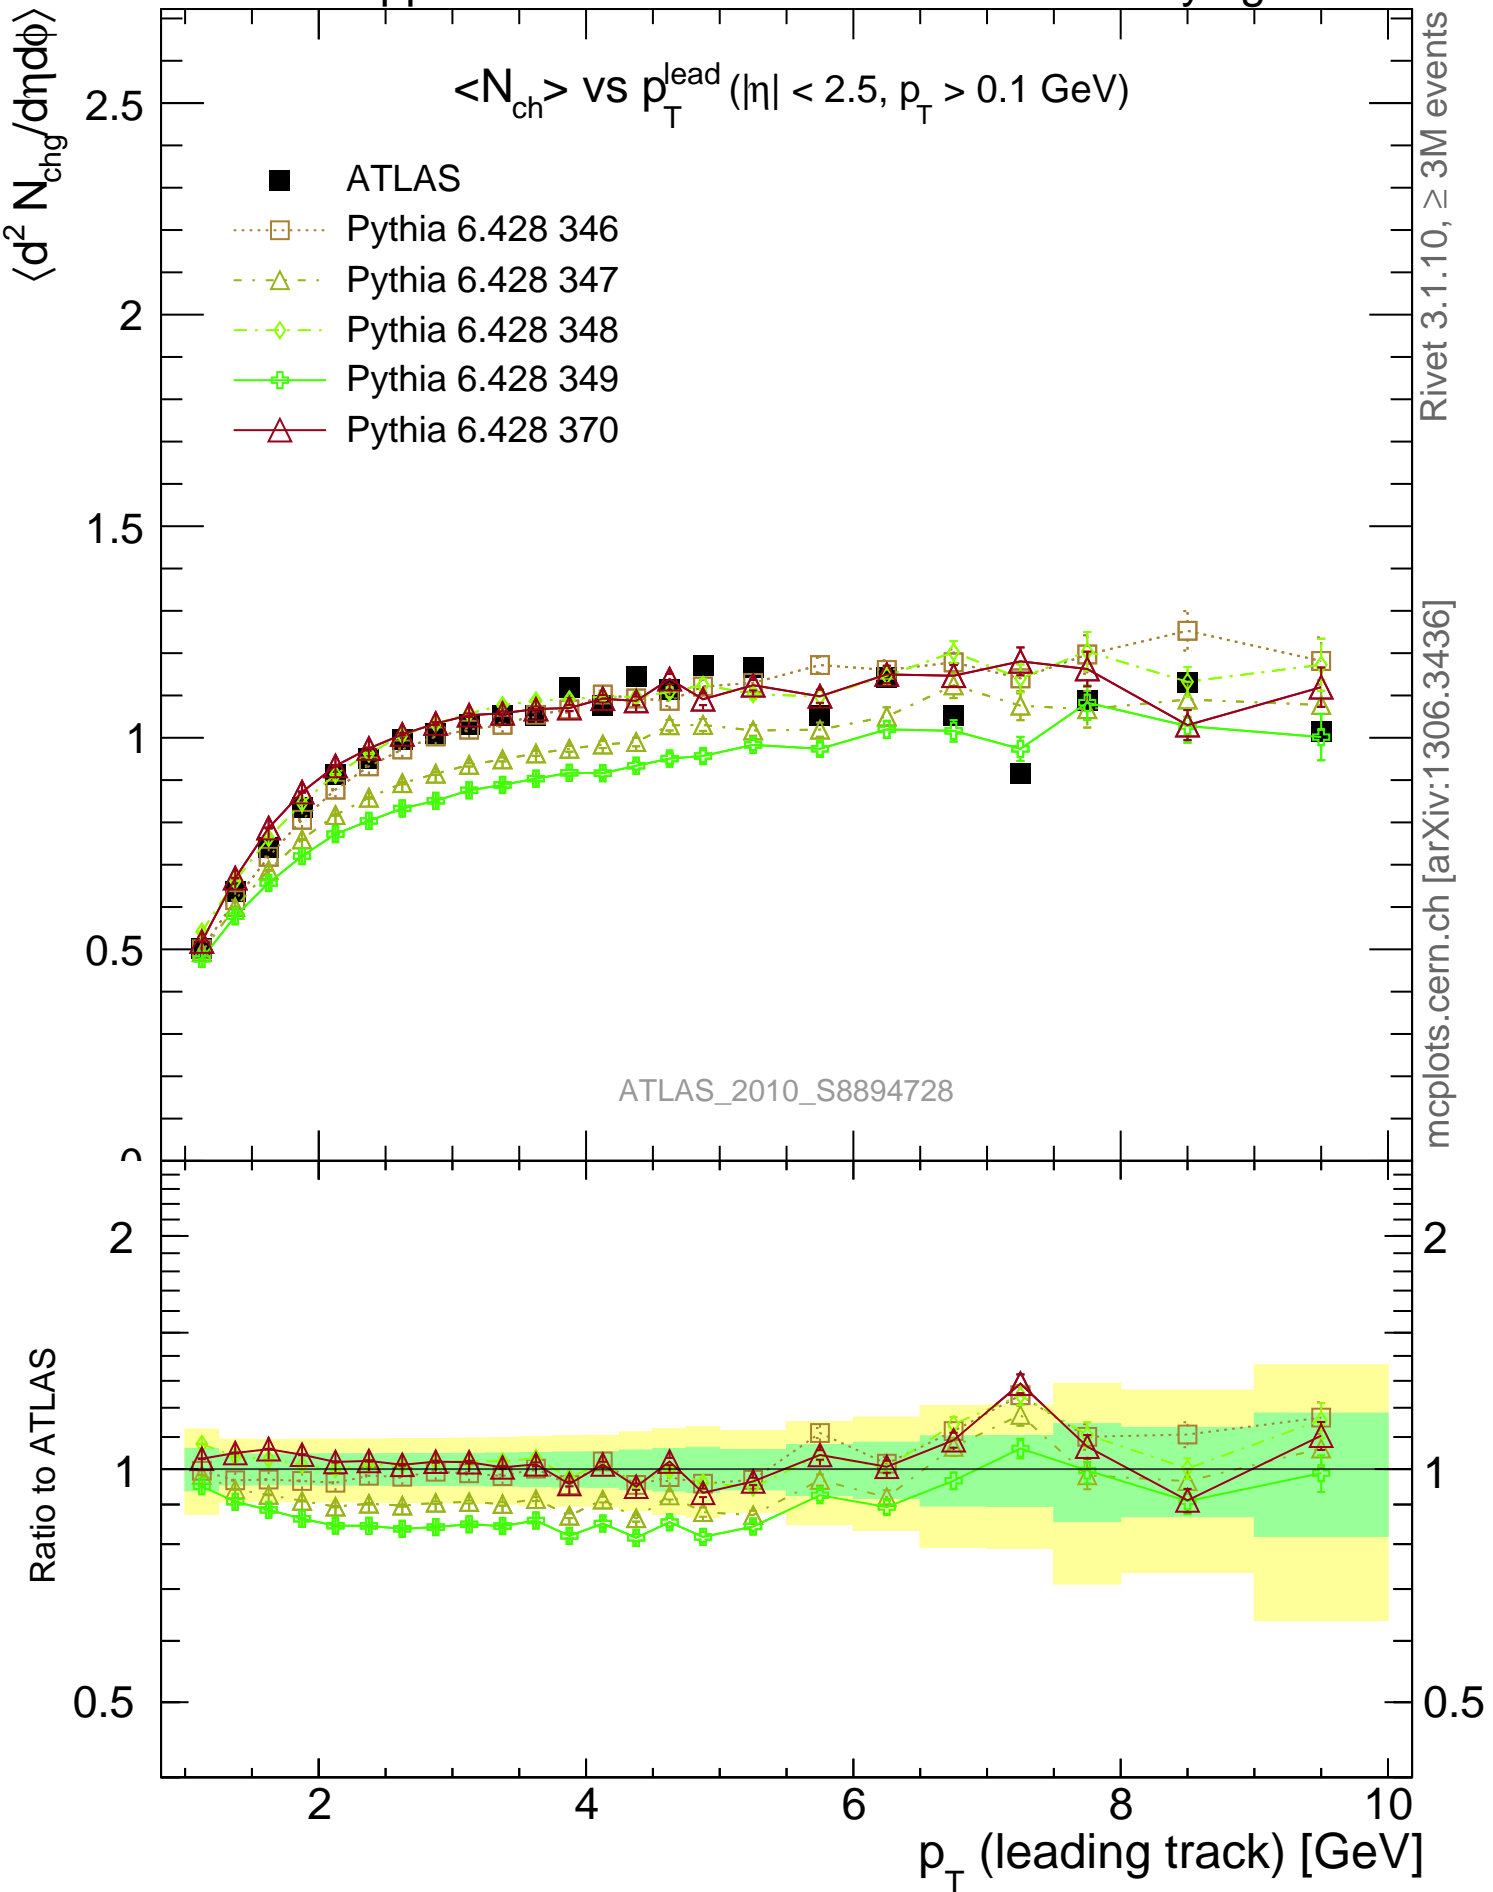 ⟨d² N_chg/dηdϕ⟩
<N_ch> vs p_T^lead (|η| < 2.5, p_T > 0.1 GeV)
ATLAS
Pythia 6.428 346
Pythia 6.428 347
Pythia 6.428 348
Pythia 6.428 349
Pythia 6.428 370
2.5
2
1.5
1
0.5
0
ATLAS_2010_S8894728
Rivet 3.1.10, ≥ 3M events
mcplots.cern.ch [arXiv:1306.3436]
Ratio to ATLAS
2
1
0.5
2
1
0.5
2 4 6 8 10
p_T (leading track) [GeV]